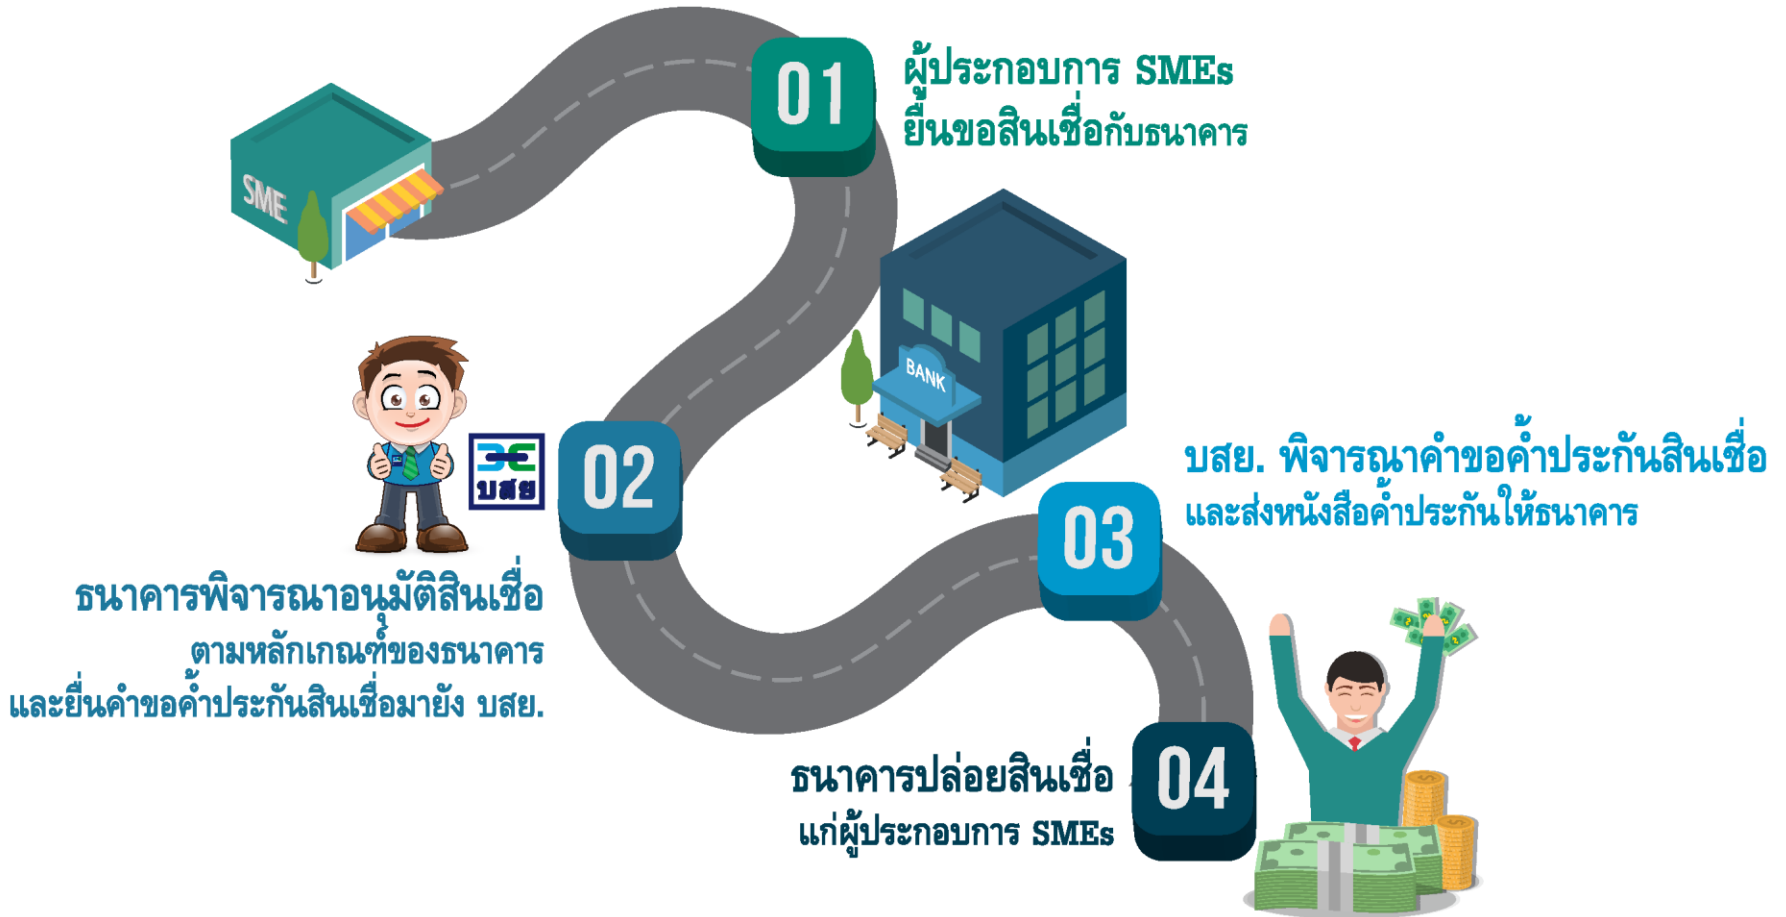 SME
01
ผู้ประกอบการ SMEs
ยื่นขอสินเชื่อกับธนาคาร
BANK
บสย
02
ธนาคารพิจารณาอนุมัติสินเชื่อ
ตามหลักเกณฑ์ของธนาคาร
และยื่นคำขอค้ำประกันสินเชื่อมายัง บสย.
03
บสย. พิจารณาคำขอค้ำประกันสินเชื่อ
และส่งหนังสือค้ำประกันให้ธนาคาร
04
ธนาคารปล่อยสินเชื่อ
แก่ผู้ประกอบการ SMEs